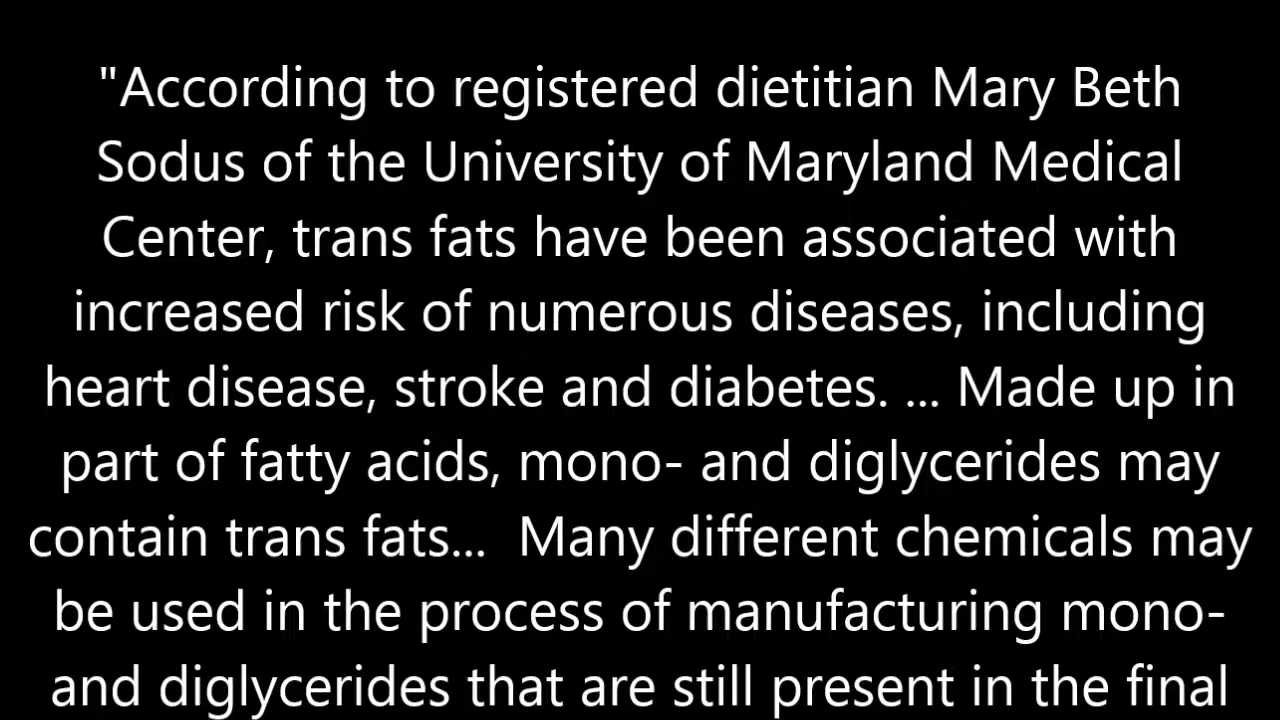 "According to registered dietitian Mary Beth
Sodus of the University of Maryland Medical
Center, trans fats have been associated with
increased risk of numerous diseases, including
heart disease, stroke and diabetes. ... Made up in
part of fatty acids, mono- and diglycerides may
contain trans fats...  Many different chemicals may
be used in the process of manufacturing mono-
and diglycerides that are still present in the final